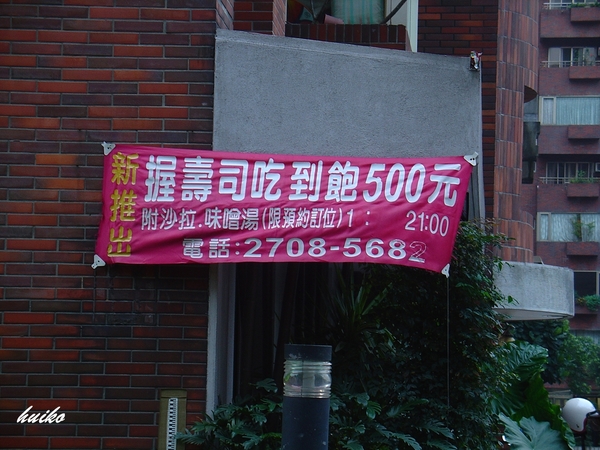 新推出
握壽司吃到飽500元
附沙拉.味噌湯(限預約訂位)1 : 21:00
電話:2708-5682
huiko